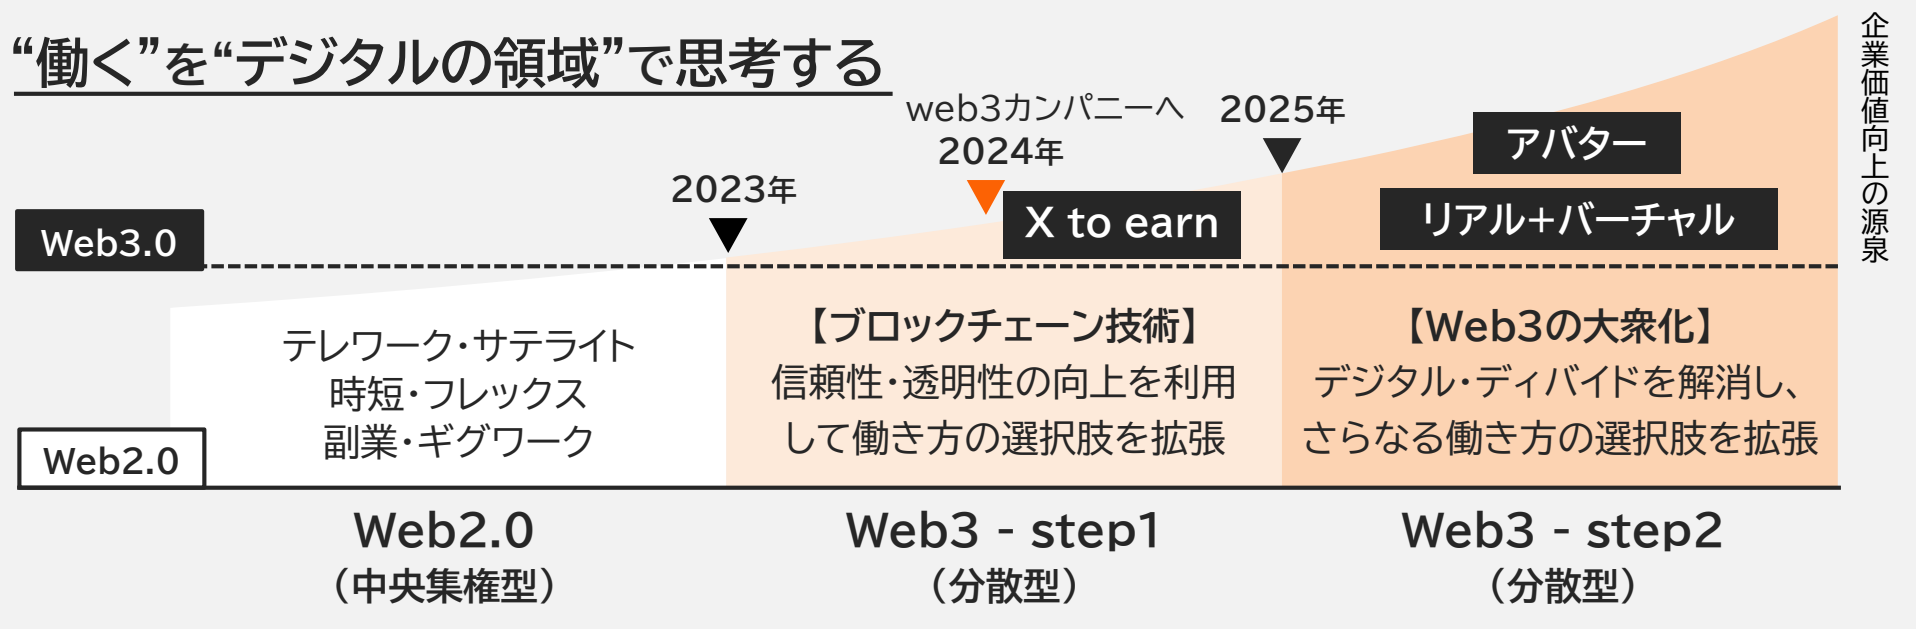 “働く”を“デジタルの領域”で思考する
企業価値向上の源泉
web3カンパニーへ
2023年
2024年
2025年
Web3.0
X to earn
アバター
リアル+バーチャル
テレワーク・サテライト
時短・フレックス
副業・ギグワーク
【ブロックチェーン技術】
信頼性・透明性の向上を利用
して働き方の選択肢を拡張
【Web3の大衆化】
デジタル・ディバイドを解消し、
さらなる働き方の選択肢を拡張
Web2.0
Web2.0
（中央集権型）
Web3 - step1
（分散型）
Web3 - step2
（分散型）